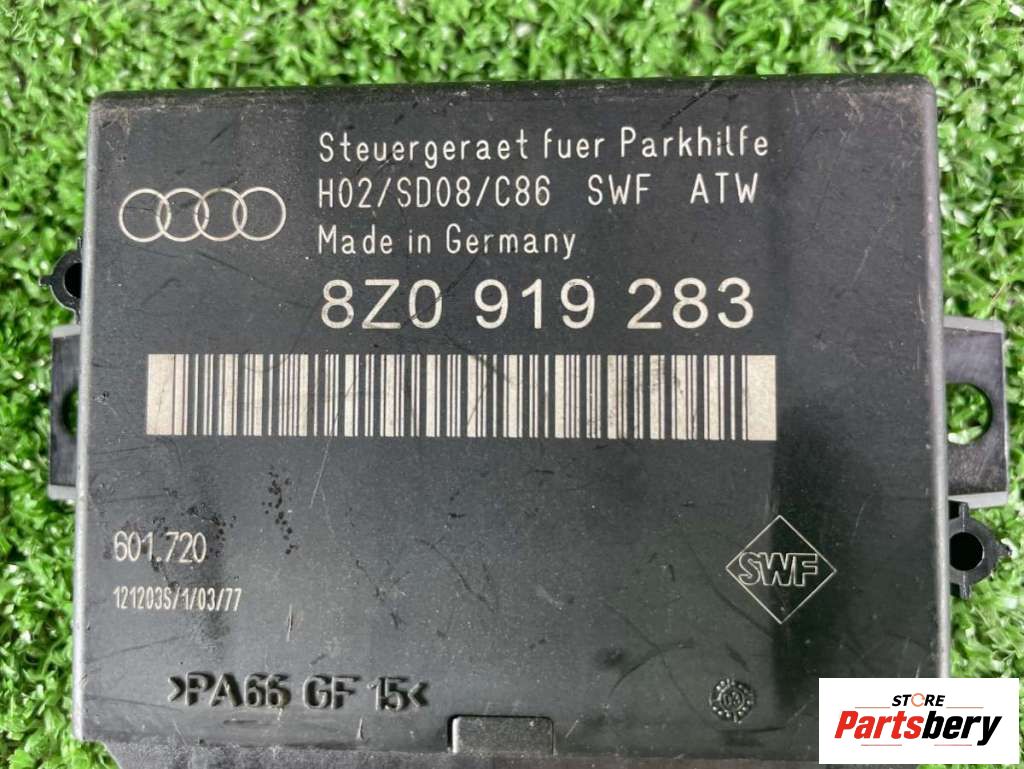 Steuergeraet fuer Parkhilfe
H02/SD08/C86 SWF ATW
Made in Germany
8Z0 919 283
601.720
121203S/1/03/77
SWF
>PA66 GF 15<
STORE
Partsbery